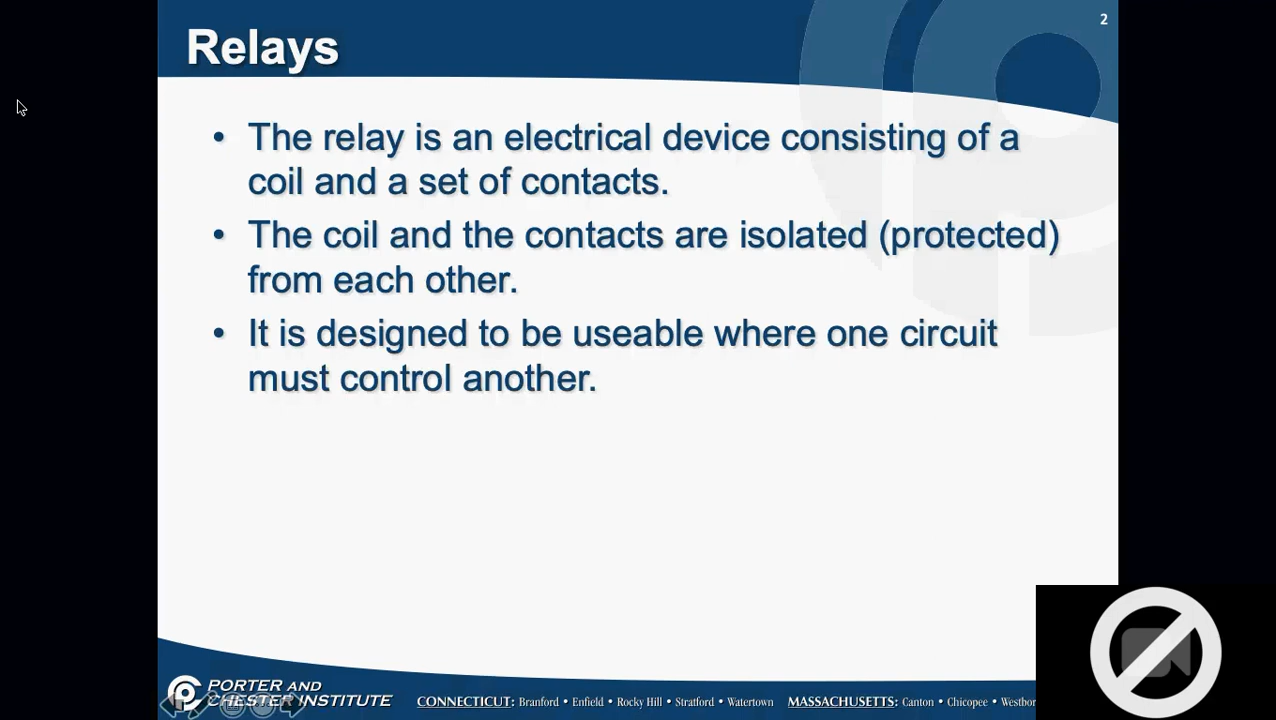 2
Relays
• The relay is an electrical device consisting of a
coil and a set of contacts.
• The coil and the contacts are isolated (protected)
from each other.
• It is designed to be useable where one circuit
must control another.
PORTER AND
CHESTER INSTITUTE
CONNECTICUT: Branford • Enfield • Rocky Hill • Stratford • Watertown MASSACHUSETTS: Canton • Chicopee • Westbor